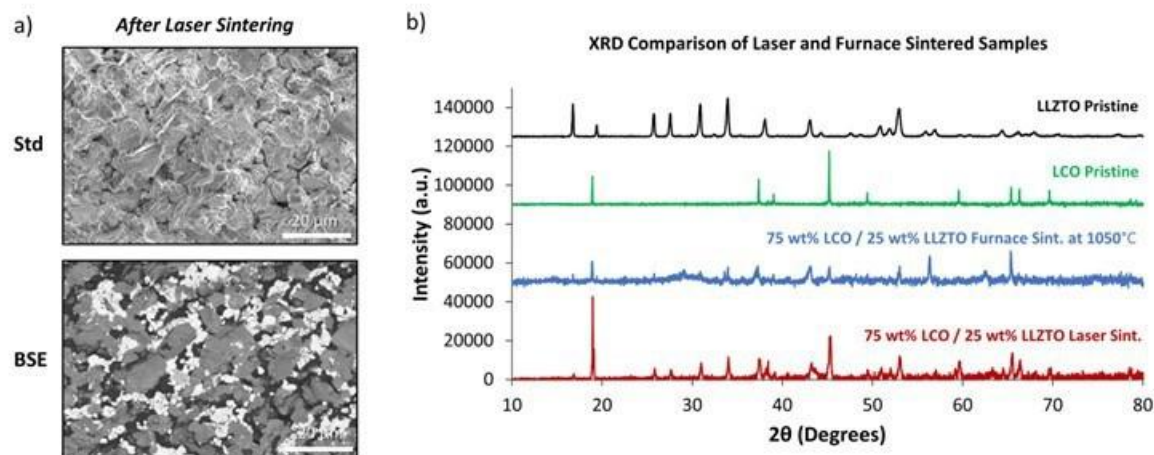 a)
After Laser Sintering
Std
20 µm
BSE
20 µm
b)
XRD Comparison of Laser and Furnace Sintered Samples
Intensity (a.u.)
140000
120000
100000
80000
60000
40000
20000
0
LLZTO Pristine
LCO Pristine
75 wt% LCO / 25 wt% LLZTO Furnace Sint. at 1050°C
75 wt% LCO / 25 wt% LLZTO Laser Sint.
10 20 30 40 50 60 70 80
2θ (Degrees)